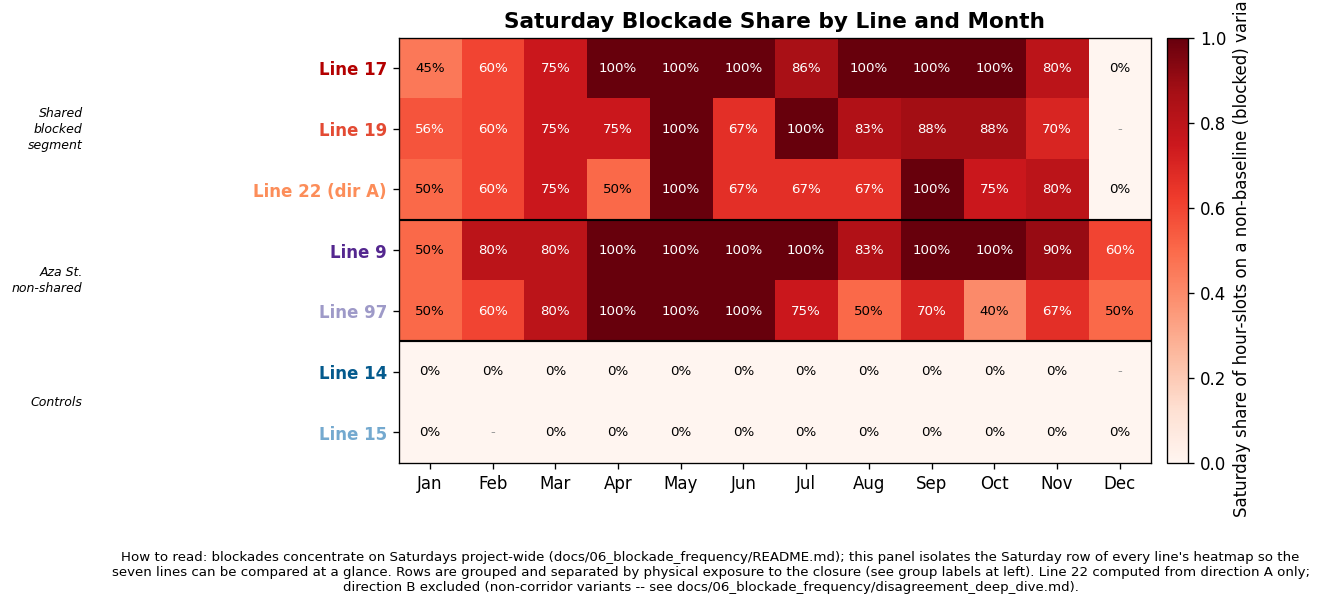 Saturday Blockade Share by Line and Month
Shared
blocked
segment
Aza St.
non-shared
Controls
Line 17 45% 60% 75% 100% 100% 100% 86% 100% 100% 100% 80% 0%
Line 19 56% 60% 75% 75% 100% 67% 100% 83% 88% 88% 70% -
Line 22 (dir A) 50% 60% 75% 50% 100% 67% 67% 67% 100% 75% 80% 0%
Line 9 50% 80% 80% 100% 100% 100% 100% 83% 100% 100% 90% 60%
Line 97 50% 60% 80% 100% 100% 100% 75% 50% 70% 40% 67% 50%
Line 14 0% 0% 0% 0% 0% 0% 0% 0% 0% 0% 0% -
Line 15 0% - 0% 0% 0% 0% 0% 0% 0% 0% 0% 0%
Jan Feb Mar Apr May Jun Jul Aug Sep Oct Nov Dec
1.0
0.8
0.6
0.4
0.2
0.0
Saturday share of hour-slots on a non-baseline (blocked) varia
How to read: blockades concentrate on Saturdays project-wide (docs/06_blockade_frequency/README.md); this panel isolates the Saturday row of every line's heatmap so the
seven lines can be compared at a glance. Rows are grouped and separated by physical exposure to the closure (see group labels at left). Line 22 computed from direction A only;
direction B excluded (non-corridor variants -- see docs/06_blockade_frequency/disagreement_deep_dive.md).